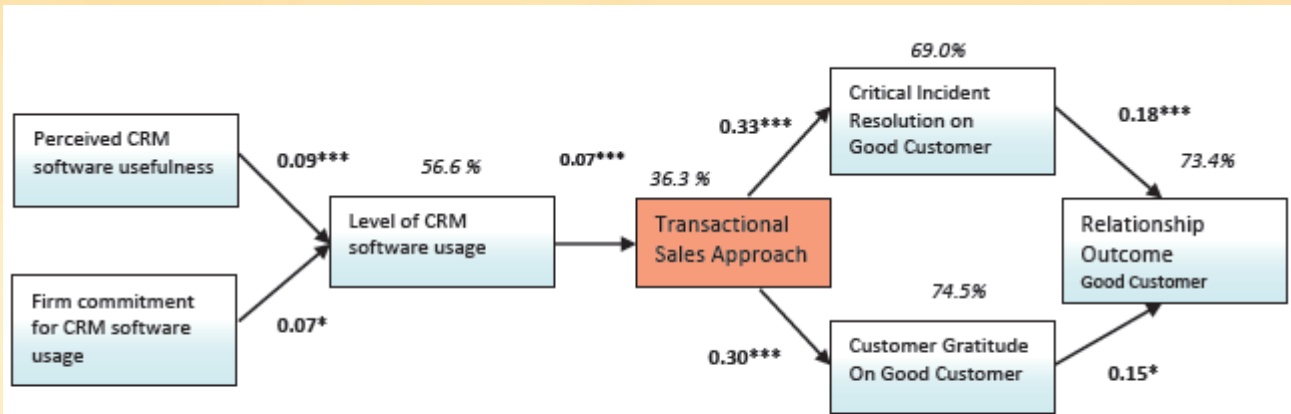 Perceived CRM
software usefulness
Firm commitment
for CRM software
usage
0.09***
0.07*
56.6 %
Level of CRM
software usage
0.07***
36.3 %
Transactional
Sales Approach
0.33***
0.30***
69.0%
Critical Incident
Resolution on
Good Customer
74.5%
Customer Gratitude
On Good Customer
0.18***
0.15*
73.4%
Relationship
Outcome
Good Customer